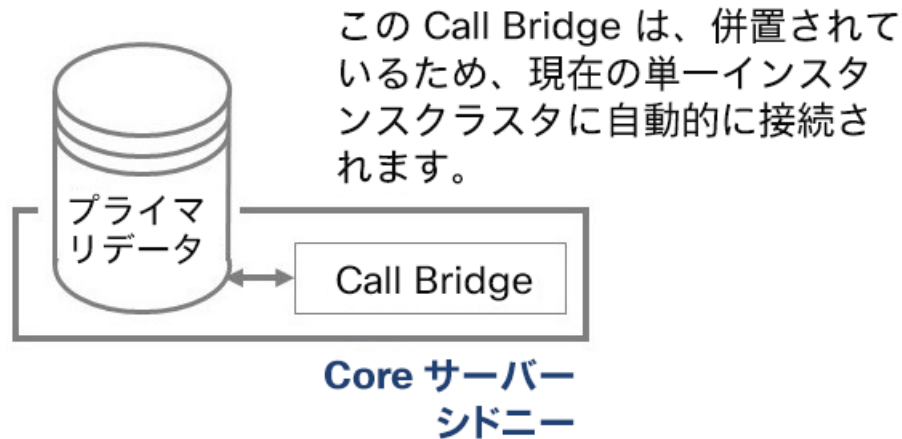 この Call Bridge は、併置されて
いるため、現在の単一インスタ
ンスクラスタに自動的に接続さ
れます。
プライマ
リデータ
Call Bridge
Core サーバー
シドニー